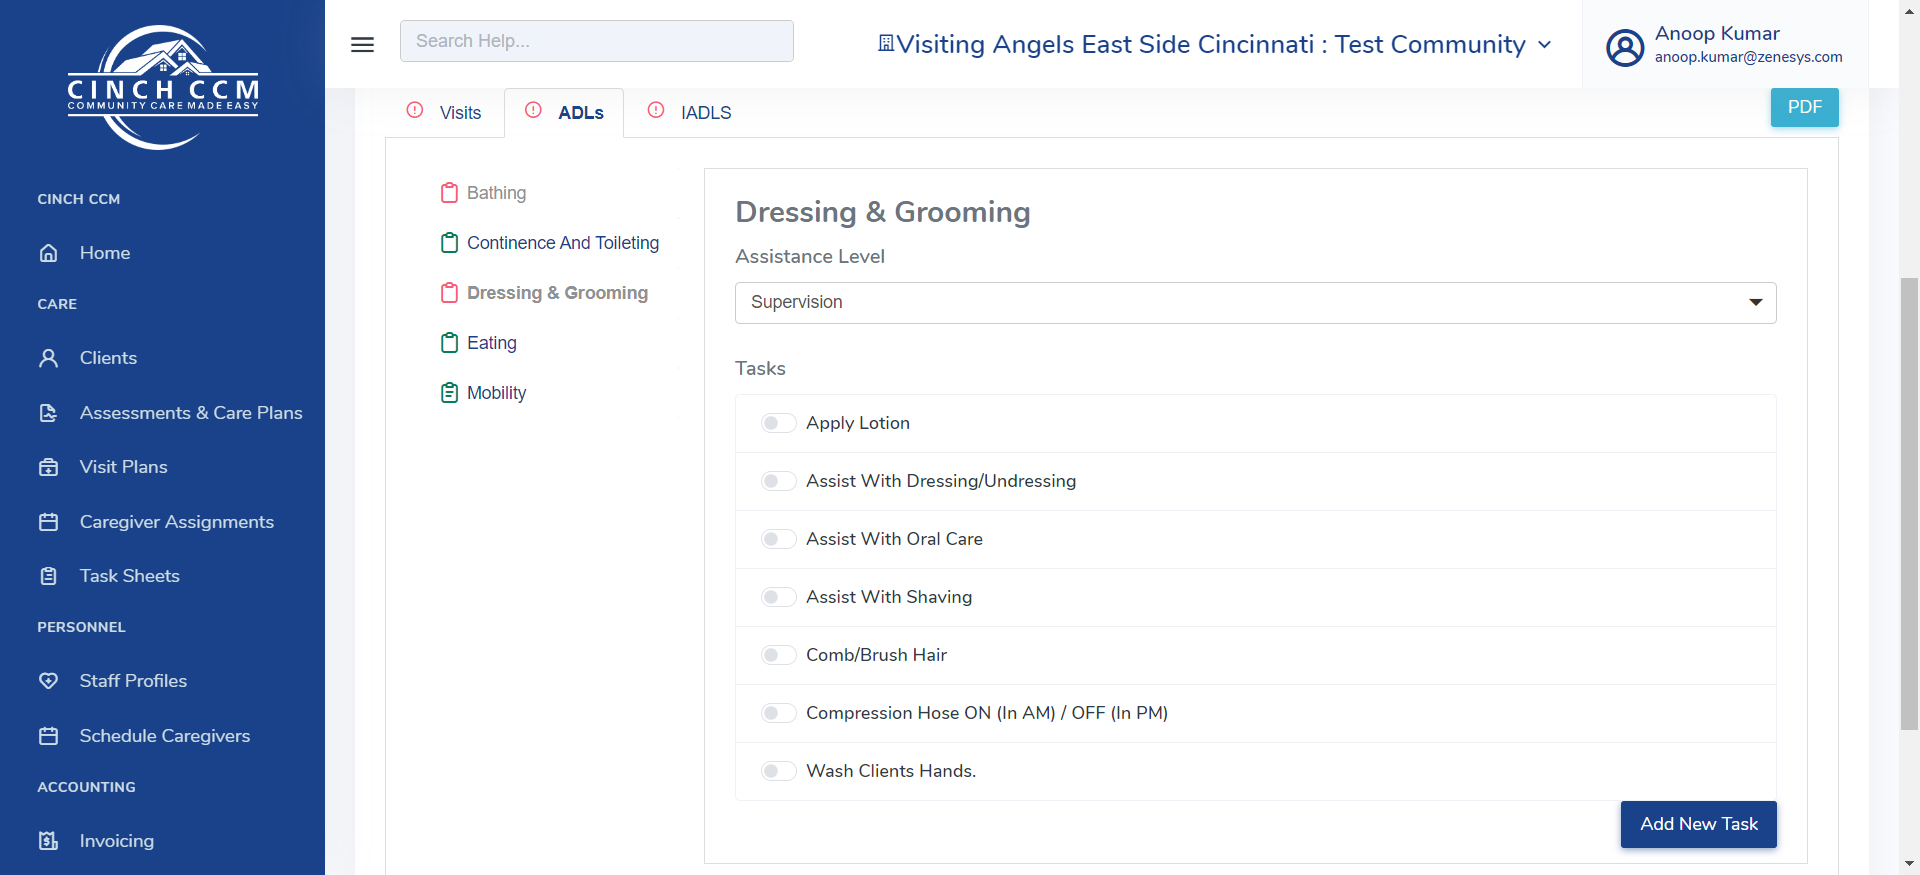 CINCH CCM
COMMUNITY CARE MADE EASY
CINCH CCM
Home
CARE
Clients
Assessments & Care Plans
Visit Plans
Caregiver Assignments
Task Sheets
PERSONNEL
Staff Profiles
Schedule Caregivers
ACCOUNTING
Invoicing
Search Help...
Visiting Angels East Side Cincinnati : Test Community
Anoop Kumar
anoop.kumar@zenesys.com
Visits
ADLs
IADLS
PDF
Bathing
Continence And Toileting
Dressing & Grooming
Eating
Mobility
Dressing & Grooming
Assistance Level
Supervision
Tasks
Apply Lotion
Assist With Dressing/Undressing
Assist With Oral Care
Assist With Shaving
Comb/Brush Hair
Compression Hose ON (In AM) / OFF (In PM)
Wash Clients Hands.
Add New Task